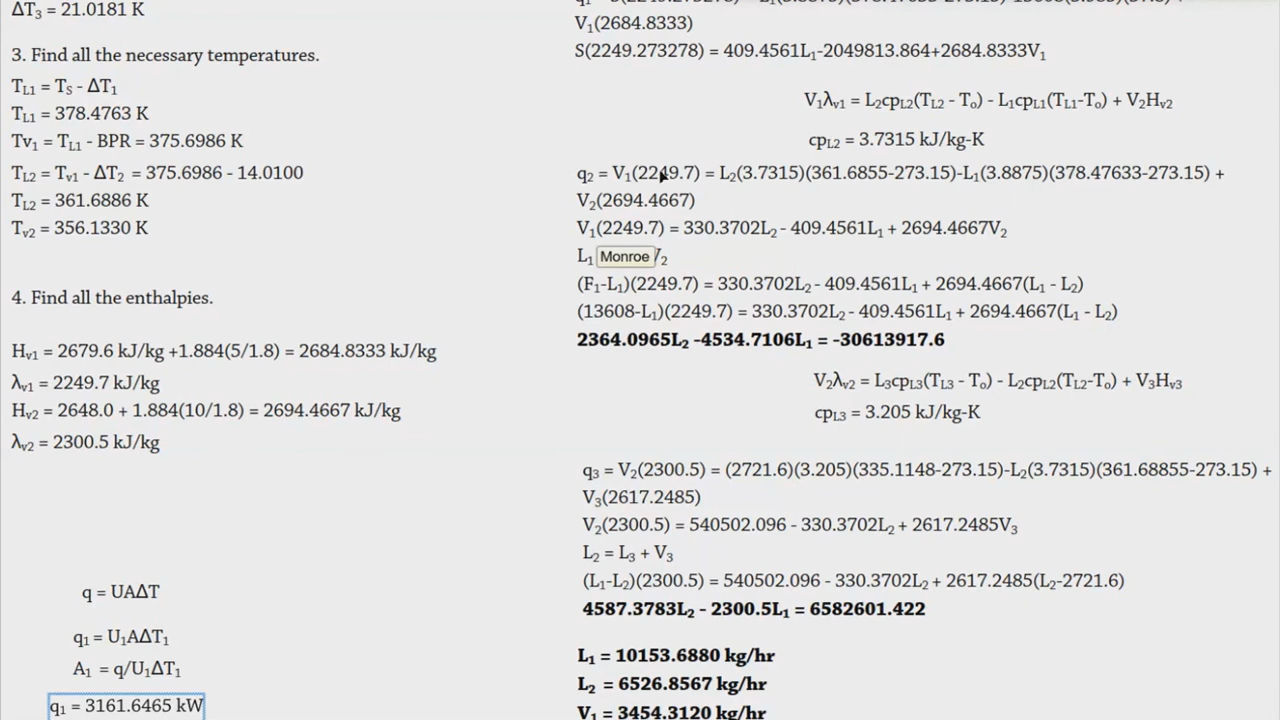 ΔT₃ = 21.0181 K
3. Find all the necessary temperatures.
T_L1 = T_S - ΔT₁
T_L1 = 378.4763 K
Tv₁ = T_L1 - BPR = 375.6986 K
T_L2 = T_v1 - ΔT₂ = 375.6986 - 14.0100
T_L2 = 361.6886 K
T_v2 = 356.1330 K
4. Find all the enthalpies.
H_v1 = 2679.6 kJ/kg +1.884(5/1.8) = 2684.8333 kJ/kg
λ_v1 = 2249.7 kJ/kg
H_v2 = 2648.0 + 1.884(10/1.8) = 2694.4667 kJ/kg
λ_v2 = 2300.5 kJ/kg
q = UAΔT
q₁ = U₁AΔT₁
A₁ = q/U₁ΔT₁
q₁ = 3161.6465 kW
V₁(2684.8333)
S(2249.273278) = 409.4561L₁-2049813.864+2684.8333V₁
V₁λ_v1 = L₂cp_L2(T_L2 - T_o) - L₁cp_L1(T_L1-T_o) + V₂H_v2
cp_L2 = 3.7315 kJ/kg-K
q₂ = V₁(2249.7) = L₂(3.7315)(361.6855-273.15)-L₁(3.8875)(378.47633-273.15) +
V₂(2694.4667)
V₁(2249.7) = 330.3702L₂ - 409.4561L₁ + 2694.4667V₂
L₁ Monroe V₂
(F₁-L₁)(2249.7) = 330.3702L₂ - 409.4561L₁ + 2694.4667(L₁ - L₂)
(13608-L₁)(2249.7) = 330.3702L₂ - 409.4561L₁ + 2694.4667(L₁ - L₂)
2364.0965L₂ -4534.7106L₁ = -30613917.6
V₂λ_v2 = L₃cp_L3(T_L3 - T_o) - L₂cp_L2(T_L2-T_o) + V₃H_v3
cp_L3 = 3.205 kJ/kg-K
q₃ = V₂(2300.5) = (2721.6)(3.205)(335.1148-273.15)-L₂(3.7315)(361.68855-273.15) +
V₃(2617.2485)
V₂(2300.5) = 540502.096 - 330.3702L₂ + 2617.2485V₃
L₂ = L₃ + V₃
(L₁-L₂)(2300.5) = 540502.096 - 330.3702L₂ + 2617.2485(L₂-2721.6)
4587.3783L₂ - 2300.5L₁ = 6582601.422
L₁ = 10153.6880 kg/hr
L₂ = 6526.8567 kg/hr
V₁ = 3454.3120 kg/hr